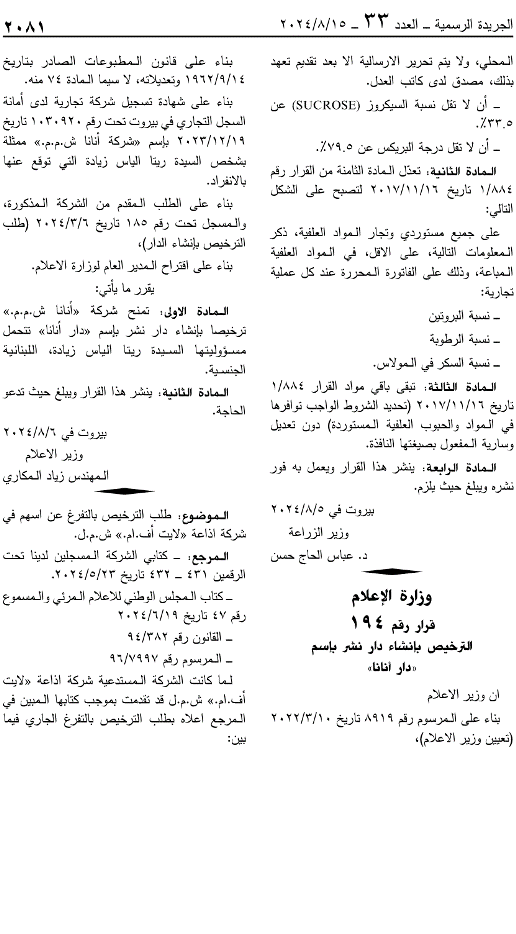 الجريدة الرسمية ــ العدد ٣٣ ــ ٢٠٢٤/٨/١٥
٢٠٨١
المحلي، ولا يتم تحرير الارسالية الا بعد تقديم تعهد
بذلك، مصدق لدى كاتب العدل.
ــ أن لا تقل نسبة السيكروز (SUCROSE) عن
٣٣.٥٪.
ــ أن لا تقل درجة البريكس عن ٧٩.٥٪.
المادة الثانية: تعدّل المادة الثامنة من القرار رقم
١/٨٨٤ تاريخ ٢٠١٧/١١/١٦ لتصبح على الشكل
التالي:
على جميع مستوردي وتجار المواد العلفية، ذكر
المعلومات التالية، على الاقل، في المواد العلفية
المباعة، وذلك على الفاتورة المحررة عند كل عملية
تجارية:
ــ نسبة البروتين
ــ نسبة الرطوبة
ــ نسبة السكر في المولاس.
المادة الثالثة: تبقى باقي مواد القرار ١/٨٨٤
تاريخ ٢٠١٧/١١/١٦ (تحديد الشروط الواجب توافرها
في المواد والحبوب العلفية المستوردة) دون تعديل
وسارية المفعول بصيغتها النافذة.
المادة الرابعة: ينشر هذا القرار ويعمل به فور
نشره ويبلغ حيث يلزم.
بيروت في ٢٠٢٤/٨/٥
وزير الزراعة
د. عباس الحاج حسن
وزارة الإعلام
قرار رقم ١٩٤
الترخيص بإنشاء دار نشر بإسم
«دار أنانا»
ان وزير الاعلام
بناء على المرسوم رقم ٨٩١٩ تاريخ ٢٠٢٢/٣/١٠
(تعيين وزير الاعلام)،
بناء على قانون المطبوعات الصادر بتاريخ
١٩٦٢/٩/١٤ وتعديلاته، لا سيما المادة ٧٤ منه.
بناء على شهادة تسجيل شركة تجارية لدى أمانة
السجل التجاري في بيروت تحت رقم ١٠٣٠٩٢٠ تاريخ
٢٠٢٣/١٢/١٩ بإسم «شركة أنانا ش.م.م.» ممثلة
بشخص السيدة ريتا الياس زيادة التي توقع عنها
بالانفراد.
بناء على الطلب المقدم من الشركة المذكورة،
والمسجل تحت رقم ١٨٥ تاريخ ٢٠٢٤/٣/٦ (طلب
الترخيص بإنشاء الدار)،
بناء على اقتراح المدير العام لوزارة الاعلام.
يقرر ما يأتي:
المادة الاولى: تمنح شركة «أنانا ش.م.م.»
ترخيصا بإنشاء دار نشر بإسم «دار أنانا» تتحمل
مسؤوليتها السيدة ريتا الياس زيادة، اللبنانية
الجنسية.
المادة الثانية: ينشر هذا القرار ويبلغ حيث تدعو
الحاجة.
بيروت في ٢٠٢٤/٨/٦
وزير الاعلام
المهندس زياد المكاري
الموضوع: طلب الترخيص بالتفرغ عن اسهم في
شركة اذاعة «لايت أف.ام.» ش.م.ل.
المرجع: ــ كتابي الشركة المسجلين لدينا تحت
الرقمين ٤٣١ ــ ٤٣٢ تاريخ ٢٠٢٤/٥/٢٣.
ــ كتاب المجلس الوطني للاعلام المرئي والمسموع
رقم ٤٧ تاريخ ٢٠٢٤/٦/١٩
ــ القانون رقم ٩٤/٣٨٢
ــ المرسوم رقم ٩٦/٧٩٩٧
لما كانت الشركة المستدعية شركة اذاعة «لايت
أف.ام.» ش.م.ل قد تقدمت بموجب كتابها المبين في
المرجع اعلاه بطلب الترخيص بالتفرغ الجاري فيما
بين: